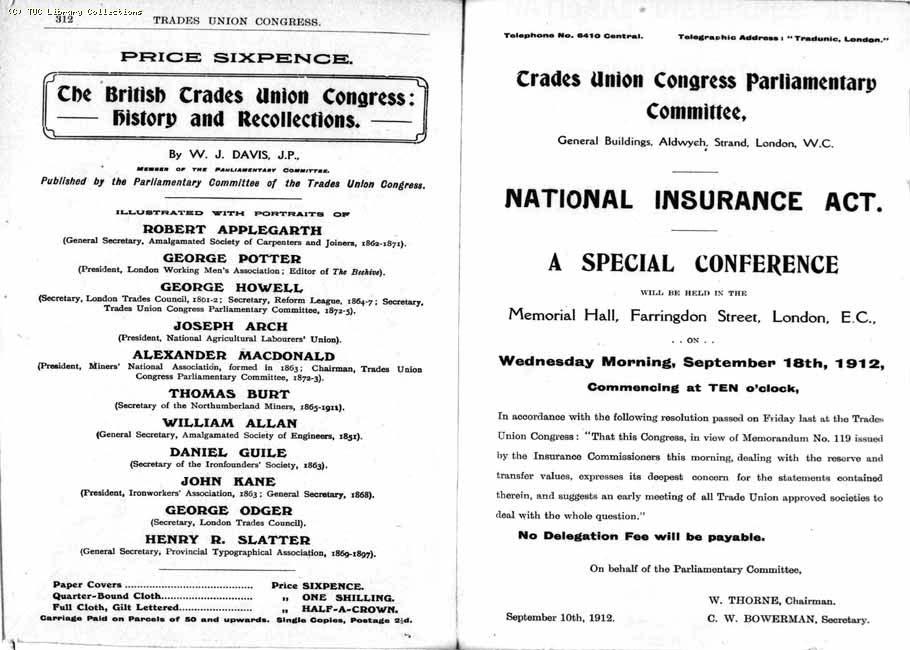 (C) TUC Library Collections
312 TRADES UNION CONGRESS.
PRICE SIXPENCE.
The British Trades Union Congress:
History and Recollections.
By W. J. DAVIS, J.P.,
MEMBER OF THE PARLIAMENTARY COMMITTEE.
Published by the Parliamentary Committee of the Trades Union Congress.
ILLUSTRATED WITH PORTRAITS OF
ROBERT APPLEGARTH
(General Secretary, Amalgamated Society of Carpenters and Joiners, 1862-1871).
GEORGE POTTER
(President, London Working Men's Association; Editor of The Beehive).
GEORGE HOWELL
(Secretary, London Trades Council, 1801-2; Secretary, Reform League, 1864-7; Secretary,
Trades Union Congress Parliamentary Committee, 1872-5).
JOSEPH ARCH
(President, National Agricultural Labourers' Union).
ALEXANDER MACDONALD
(President, Miners' National Association, formed in 1863; Chairman, Trades Union
Congress Parliamentary Committee, 1872-3).
THOMAS BURT
(Secretary of the Northumberland Miners, 1865-1911).
WILLIAM ALLAN
(General Secretary, Amalgamated Society of Engineers, 1851).
DANIEL GUILE
(Secretary of the Ironfounders' Society, 1863).
JOHN KANE
(President, Ironworkers' Association, 1863; General Secretary, 1868).
GEORGE ODGER
(Secretary, London Trades Council).
HENRY R. SLATTER
(General Secretary, Provincial Typographical Association, 1869-1897).
Paper Covers ........................................ Price SIXPENCE.
Quarter-Bound Cloth............................. „ ONE SHILLING.
Full Cloth, Gilt Lettered....................... „ HALF-A-CROWN.
Carriage Paid on Parcels of 50 and upwards. Single Copies, Postage 2½d.
Telephone No. 6410 Central. Telegraphic Address: "Tradunic, London."
Trades Union Congress Parliamentary
Committee,
General Buildings, Aldwych, Strand, London, W.C.
NATIONAL INSURANCE ACT.
A SPECIAL CONFERENCE
WILL BE HELD IN THE
Memorial Hall, Farringdon Street, London, E.C.,
. . ON . .
Wednesday Morning, September 18th, 1912,
Commencing at TEN o'clock,
In accordance with the following resolution passed on Friday last at the Trades
Union Congress: "That this Congress, in view of Memorandum No. 119 issued
by the Insurance Commissioners this morning, dealing with the reserve and
transfer values, expresses its deepest concern for the statements contained
therein, and suggests an early meeting of all Trade Union approved societies to
deal with the whole question."
No Delegation Fee will be payable.
On behalf of the Parliamentary Committee,
W. THORNE, Chairman.
September 10th, 1912. C. W. BOWERMAN, Secretary.